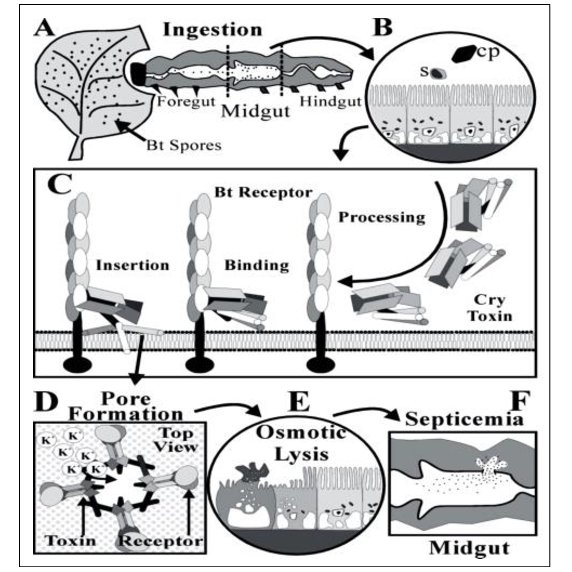 A
Ingestion
B
Foregut
Midgut
Hindgut
Bt Spores
cp
s
C
Bt Receptor
Processing
Insertion
Binding
Cry
Toxin
D
Pore
Formation
Top
View
K⁺
K⁺
K⁺
K⁺
K⁺
K⁺
Toxin
Receptor
E
Osmotic
Lysis
F
Septicemia
Midgut